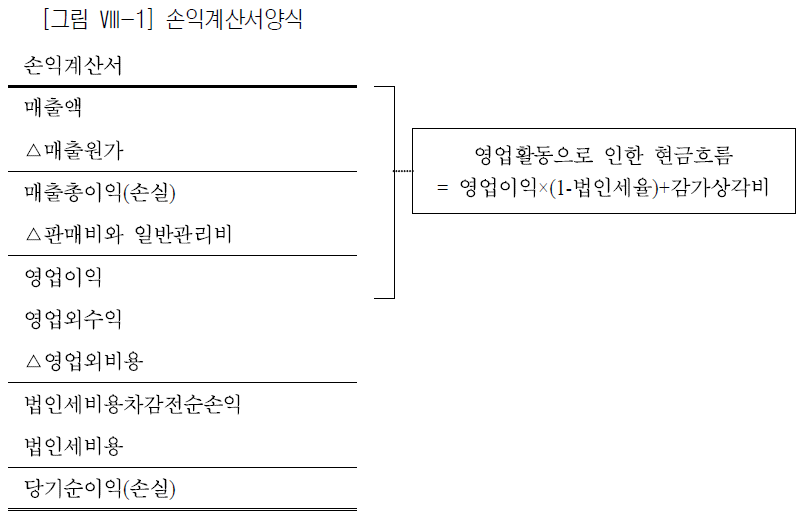 [그림 Ⅷ-1] 손익계산서양식
손익계산서
매출액
△매출원가
매출총이익(손실)
△판매비와 일반관리비
영업이익
영업외수익
△영업외비용
법인세비용차감전순손익
법인세비용
당기순이익(손실)
영업활동으로 인한 현금흐름
= 영업이익×(1-법인세율)+감가상각비